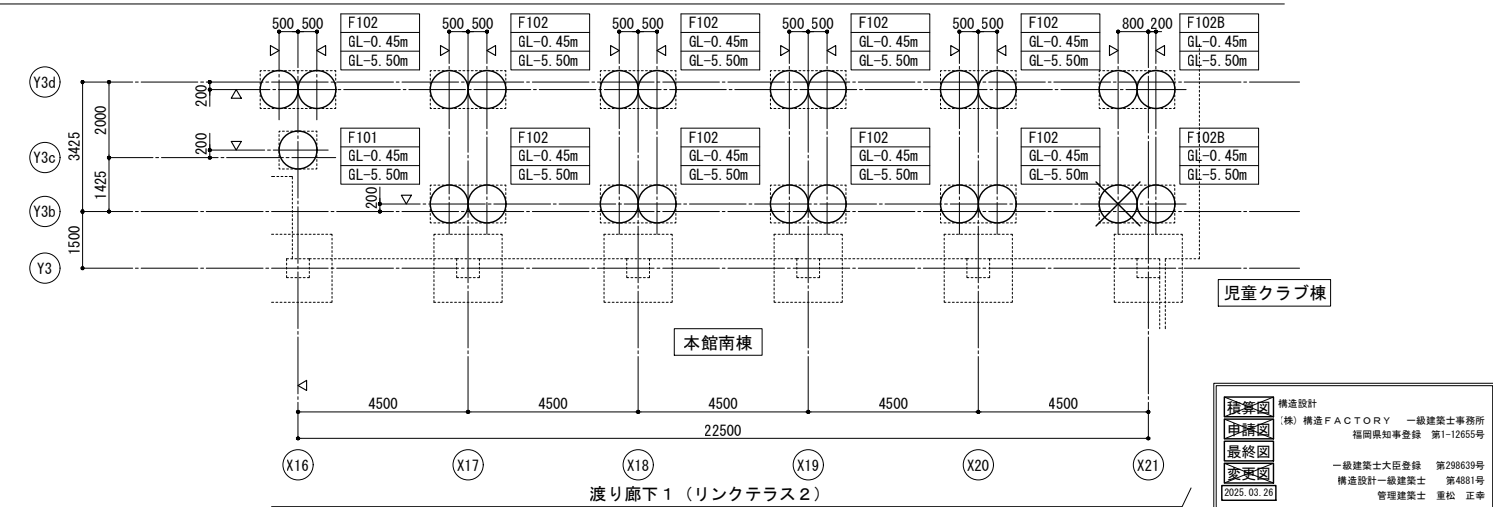 500 500
F102
GL-0.45m
GL-5.50m
500 500
F102
GL-0.45m
GL-5.50m
500 500
F102
GL-0.45m
GL-5.50m
500 500
F102
GL-0.45m
GL-5.50m
500 500
F102
GL-0.45m
GL-5.50m
800 200
F102B
GL-0.45m
GL-5.50m
Y3d
200
2000
3425
Y3c
200
F101
GL-0.45m
GL-5.50m
F102
GL-0.45m
GL-5.50m
F102
GL-0.45m
GL-5.50m
F102
GL-0.45m
GL-5.50m
F102
GL-0.45m
GL-5.50m
F102B
GL-0.45m
GL-5.50m
1425
200
Y3b
1500
Y3
児童クラブ棟
本館南棟
4500
4500
4500
4500
4500
22500
X16
X17
X18
X19
X20
X21
渡り廊下1(リンクテラス2)
積算図
申請図
最終図
変更図
2025.03.26
構造設計
(株)構造FACTORY 一級建築士事務所
福岡県知事登録 第1-12655号
一級建築士大臣登録 第298639号
構造設計一級建築士 第4881号
管理建築士 重松 正幸